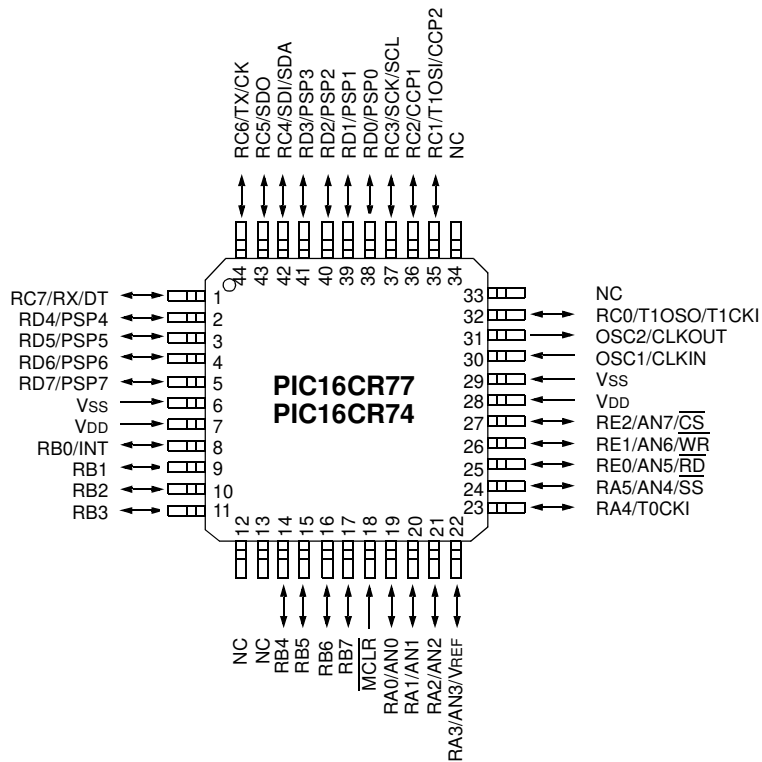 RC6/TX/CK
RC5/SDO
RC4/SDI/SDA
RD3/PSP3
RD2/PSP2
RD1/PSP1
RD0/PSP0
RC3/SCK/SCL
RC2/CCP1
RC1/T1OSI/CCP2
NC
44
43
42
41
40
39
38
37
36
35
34
RC7/RX/DT 1
RD4/PSP4 2
RD5/PSP5 3
RD6/PSP6 4
RD7/PSP7 5
VSS 6
VDD 7
RB0/INT 8
RB1 9
RB2 10
RB3 11
PIC16CR77
PIC16CR74
33 NC
32 RC0/T1OSO/T1CKI
31 OSC2/CLKOUT
30 OSC1/CLKIN
29 VSS
28 VDD
27 RE2/AN7/C̅S̅
26 RE1/AN6/W̅R̅
25 RE0/AN5/R̅D̅
24 RA5/AN4/S̅S̅
23 RA4/T0CKI
12
13
14
15
16
17
18
19
20
21
22
NC
NC
RB4
RB5
RB6
RB7
M̅C̅L̅R̅
RA0/AN0
RA1/AN1
RA2/AN2
RA3/AN3/VREF